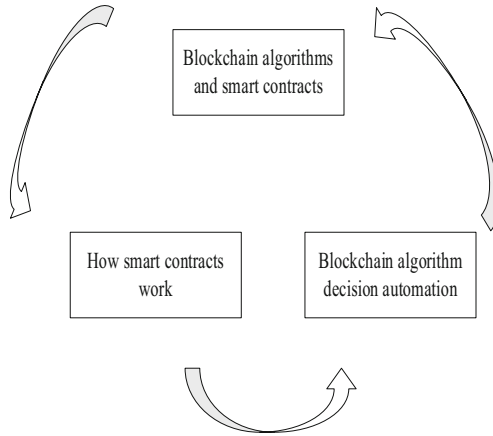 Blockchain algorithms
and smart contracts
How smart contracts
work
Blockchain algorithm
decision automation